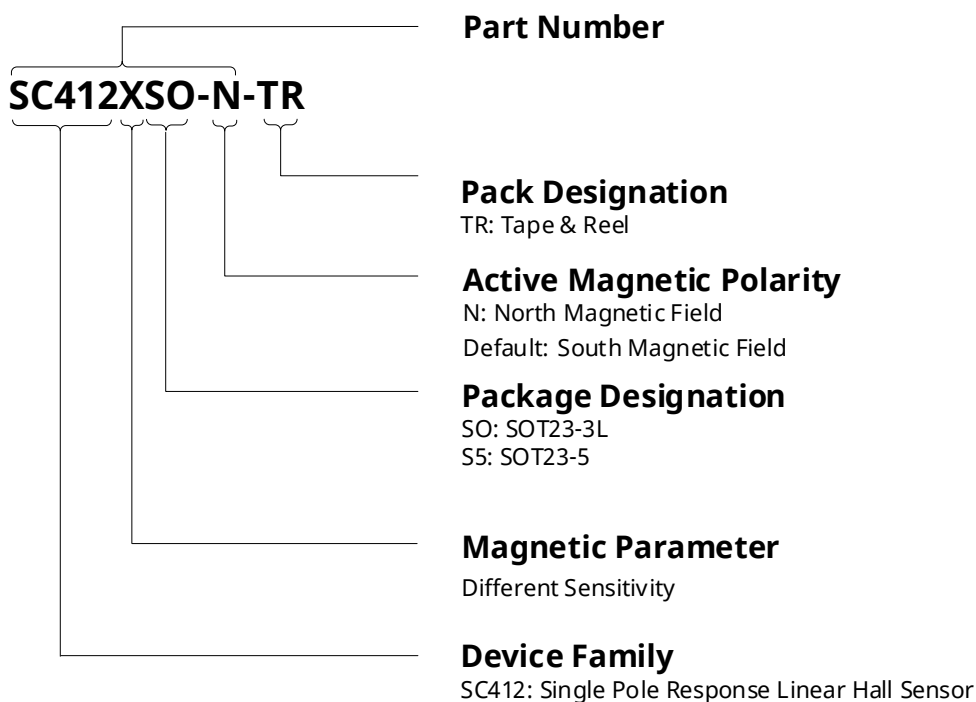 Part Number
SC412XSO-N-TR
Pack Designation
TR: Tape & Reel
Active Magnetic Polarity
N: North Magnetic Field
Default: South Magnetic Field
Package Designation
SO: SOT23-3L
S5: SOT23-5
Magnetic Parameter
Different Sensitivity
Device Family
SC412: Single Pole Response Linear Hall Sensor